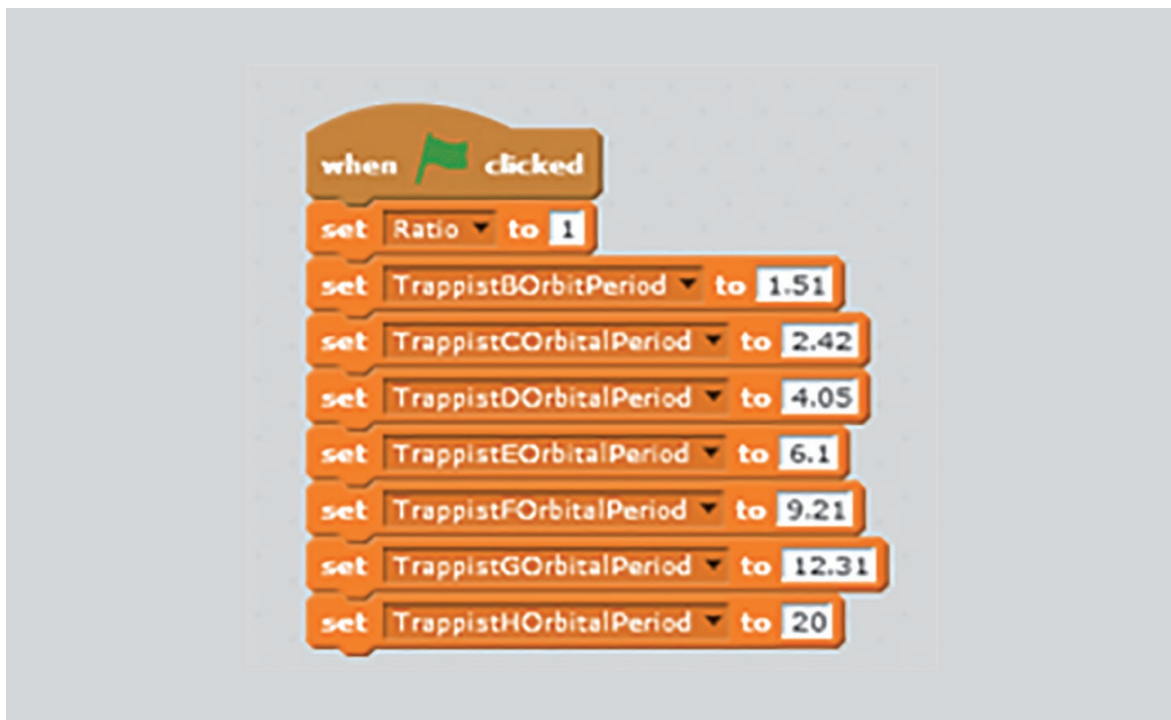 when clicked
set Ratio to 1
set TrappistBOrbitPeriod to 1.51
set TrappistCOrbitalPeriod to 2.42
set TrappistDOrbitalPeriod to 4.05
set TrappistEOrbitalPeriod to 6.1
set TrappistFOrbitalPeriod to 9.21
set TrappistGOrbitalPeriod to 12.31
set TrappistHOrbitalPeriod to 20